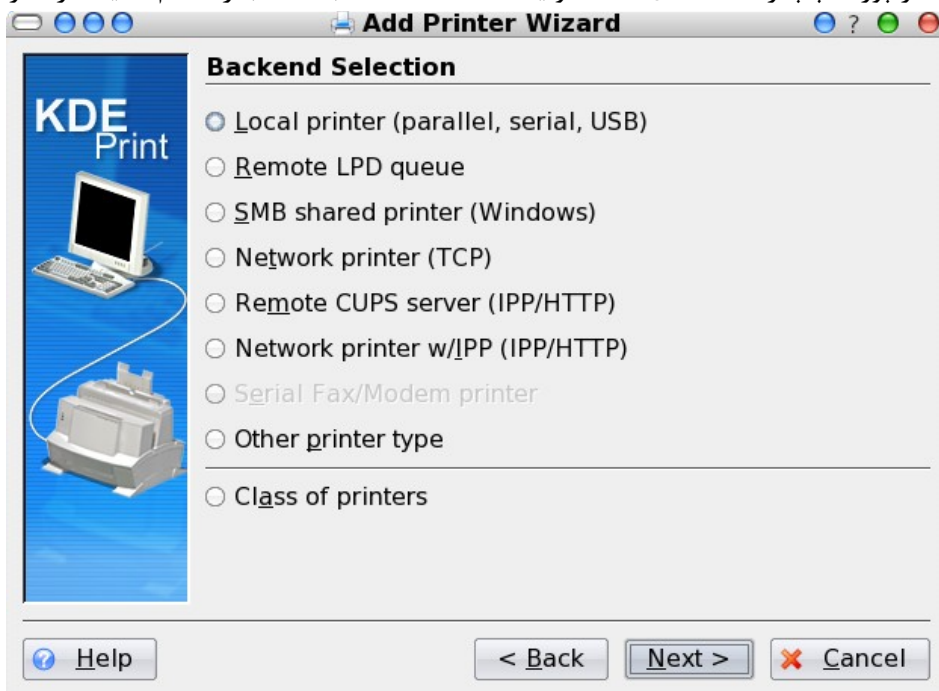 Add Printer Wizard
?
Backend Selection
KDE
Print
Local printer (parallel, serial, USB)
Remote LPD queue
SMB shared printer (Windows)
Network printer (TCP)
Remote CUPS server (IPP/HTTP)
Network printer w/IPP (IPP/HTTP)
Serial Fax/Modem printer
Other printer type
Class of printers
Help
< Back
Next >
Cancel